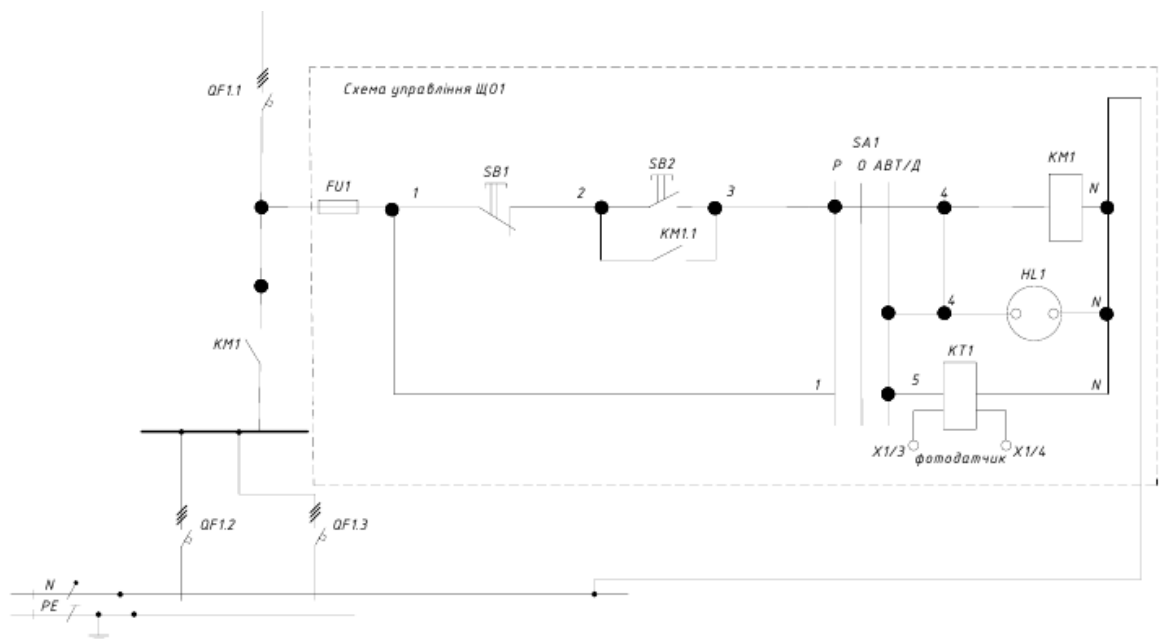 QF1.1
Схема управління ЩО1
SA1
P O АВТ/Д
FU1
1
SB1
2
SB2
3
4
KM1
N
KM1.1
HL1
4
N
KM1
KT1
1
5
N
X1/3
фотодатчик
X1/4
QF1.2
QF1.3
N
PE